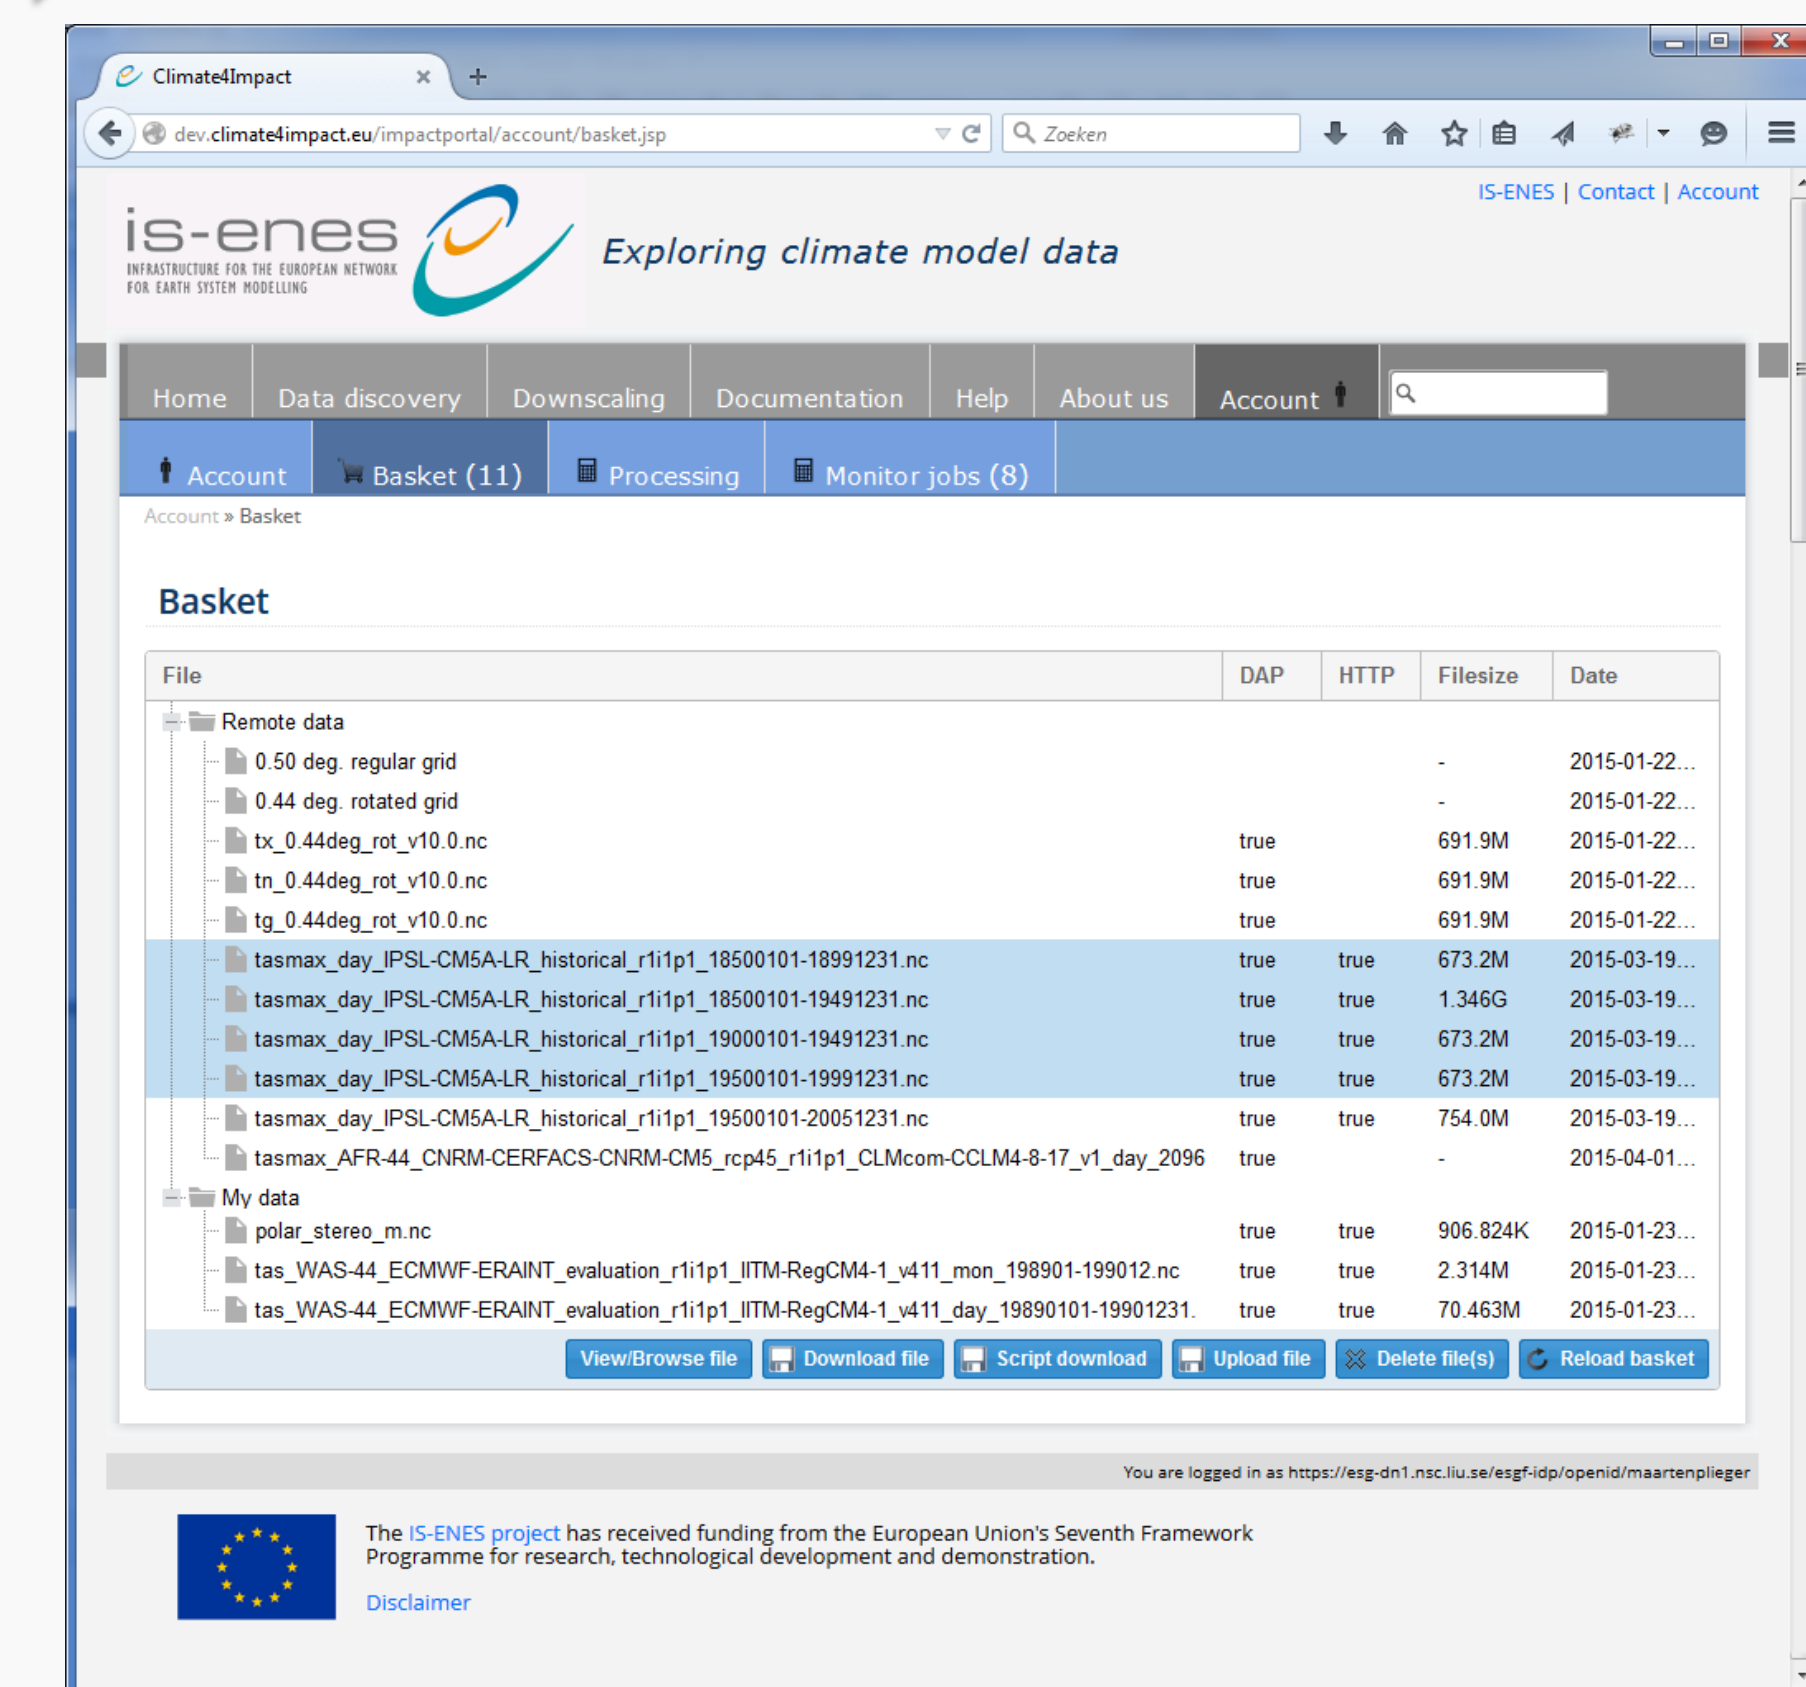 Climate4Impact
dev.climate4impact.eu/impactportal/account/basket.jsp
Zoeken
IS-ENES | Contact | Account
is-enes
INFRASTRUCTURE FOR THE EUROPEAN NETWORK
FOR EARTH SYSTEM MODELLING
Exploring climate model data
Home Data discovery Downscaling Documentation Help About us Account
Account Basket (11) Processing Monitor jobs (8)
Account » Basket
Basket
File DAP HTTP Filesize Date
Remote data
0.50 deg. regular grid - 2015-01-22...
0.44 deg. rotated grid - 2015-01-22...
tx_0.44deg_rot_v10.0.nc true 691.9M 2015-01-22...
tn_0.44deg_rot_v10.0.nc true 691.9M 2015-01-22...
tg_0.44deg_rot_v10.0.nc true 691.9M 2015-01-22...
tasmax_day_IPSL-CM5A-LR_historical_r1i1p1_18500101-18991231.nc true true 673.2M 2015-03-19...
tasmax_day_IPSL-CM5A-LR_historical_r1i1p1_18500101-19491231.nc true true 1.346G 2015-03-19...
tasmax_day_IPSL-CM5A-LR_historical_r1i1p1_19000101-19491231.nc true true 673.2M 2015-03-19...
tasmax_day_IPSL-CM5A-LR_historical_r1i1p1_19500101-19991231.nc true true 673.2M 2015-03-19...
tasmax_day_IPSL-CM5A-LR_historical_r1i1p1_19500101-20051231.nc true true 754.0M 2015-03-19...
tasmax_AFR-44_CNRM-CERFACS-CNRM-CM5_rcp45_r1i1p1_CLMcom-CCLM4-8-17_v1_day_2096 true - 2015-04-01...
My data
polar_stereo_m.nc true true 906.824K 2015-01-23...
tas_WAS-44_ECMWF-ERAINT_evaluation_r1i1p1_IITM-RegCM4-1_v411_mon_198901-199012.nc true true 2.314M 2015-01-23...
tas_WAS-44_ECMWF-ERAINT_evaluation_r1i1p1_IITM-RegCM4-1_v411_day_19890101-19901231. true true 70.463M 2015-01-23...
View/Browse file Download file Script download Upload file Delete file(s) Reload basket
You are logged in as https://esg-dn1.nsc.liu.se/esgf-idp/openid/maartenplieger
The IS-ENES project has received funding from the European Union's Seventh Framework
Programme for research, technological development and demonstration.
Disclaimer